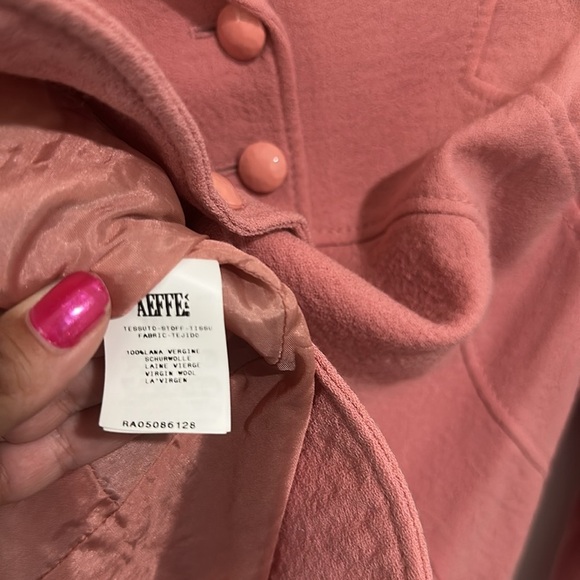 AEFFE
TESSUTO-STOFF-TISSU
FABRIC-TEJIDO
100%LANA VERGINE
SCHURWOLLE
LAINE VIERGE
VIRGIN WOOL
LA'VIRGEN
RA05086128